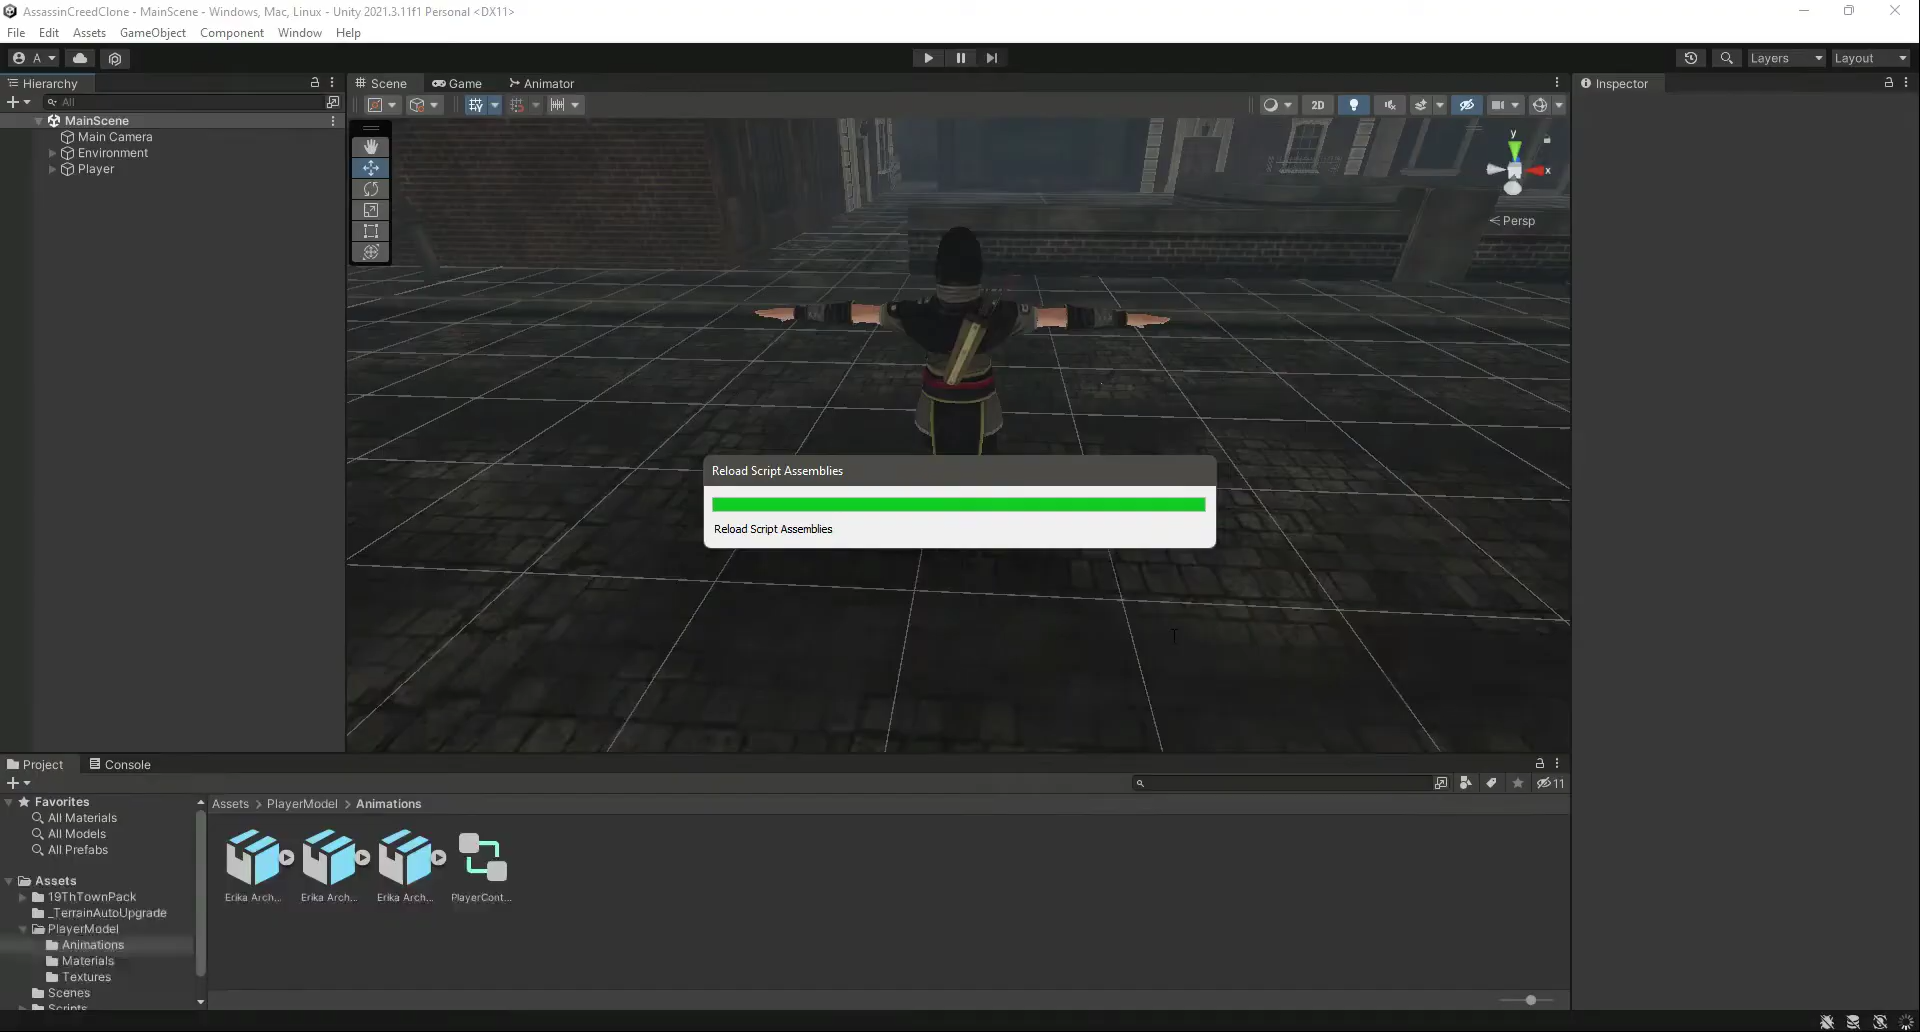 AssassinCreedClone - MainScene - Windows, Mac, Linux - Unity 2021.3.11f1 Personal <DX11>
File Edit Assets GameObject Component Window Help
A Layers Layout
Hierarchy Scene Game Animator Inspector
All 2D
MainScene
Main Camera
Environment
Player
y
x
Persp
Reload Script Assemblies
Reload Script Assemblies
Project Console
11
Favorites
Assets > PlayerModel > Animations
All Materials
All Models
All Prefabs
Assets
19ThTownPack
_TerrainAutoUpgrade
PlayerModel
Animations
Materials
Textures
Scenes
Scripts
Erika Arch... Erika Arch... Erika Arch... PlayerCont...